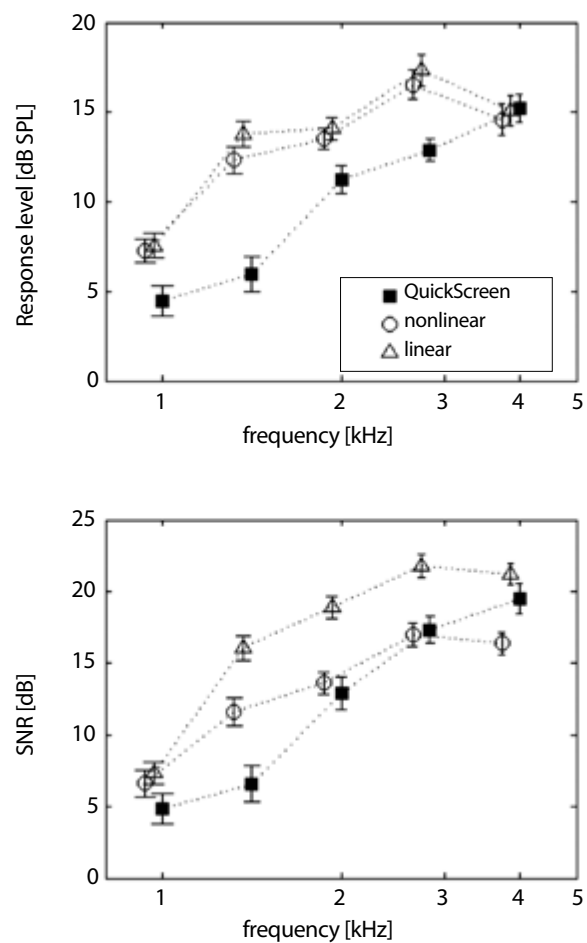 20
15
10
5
0
Response level [dB SPL]
QuickScreen
nonlinear
linear
1 2 3 4 5
frequency [kHz]
25
20
15
10
5
0
SNR [dB]
1 2 3 4 5
frequency [kHz]